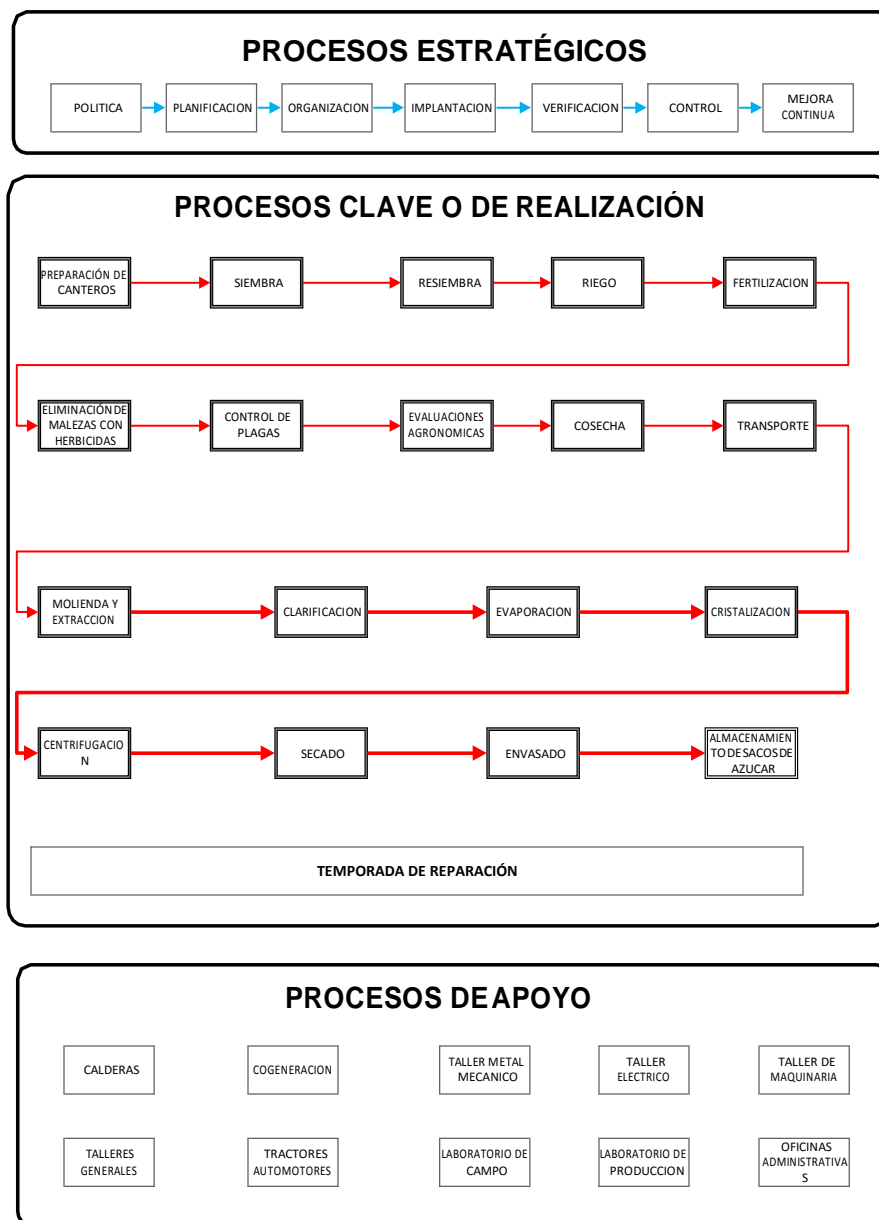 PROCESOS ESTRATÉGICOS
POLITICA
PLANIFICACION
ORGANIZACION
IMPLANTACION
VERIFICACION
CONTROL
MEJORA
CONTINUA
PROCESOS CLAVE O DE REALIZACIÓN
PREPARACIÓN DE
CANTEROS
SIEMBRA
RESIEMBRA
RIEGO
FERTILIZACION
ELIMINACIÓN DE
MALEZAS CON
HERBICIDAS
CONTROL DE
PLAGAS
EVALUACIONES
AGRONOMICAS
COSECHA
TRANSPORTE
MOLIENDA Y
EXTRACCION
CLARIFICACION
EVAPORACION
CRISTALIZACION
CENTRIFUGACIO
N
SECADO
ENVASADO
ALMACENAMIEN
TO DE SACOS DE
AZUCAR
TEMPORADA DE REPARACIÓN
PROCESOS DE APOYO
CALDERAS
COGENERACION
TALLER METAL
MECANICO
TALLER
ELECTRICO
TALLER DE
MAQUINARIA
TALLERES
GENERALES
TRACTORES
AUTOMOTORES
LABORATORIO DE
CAMPO
LABORATORIO DE
PRODUCCION
OFICINAS
ADMINISTRATIVA
S